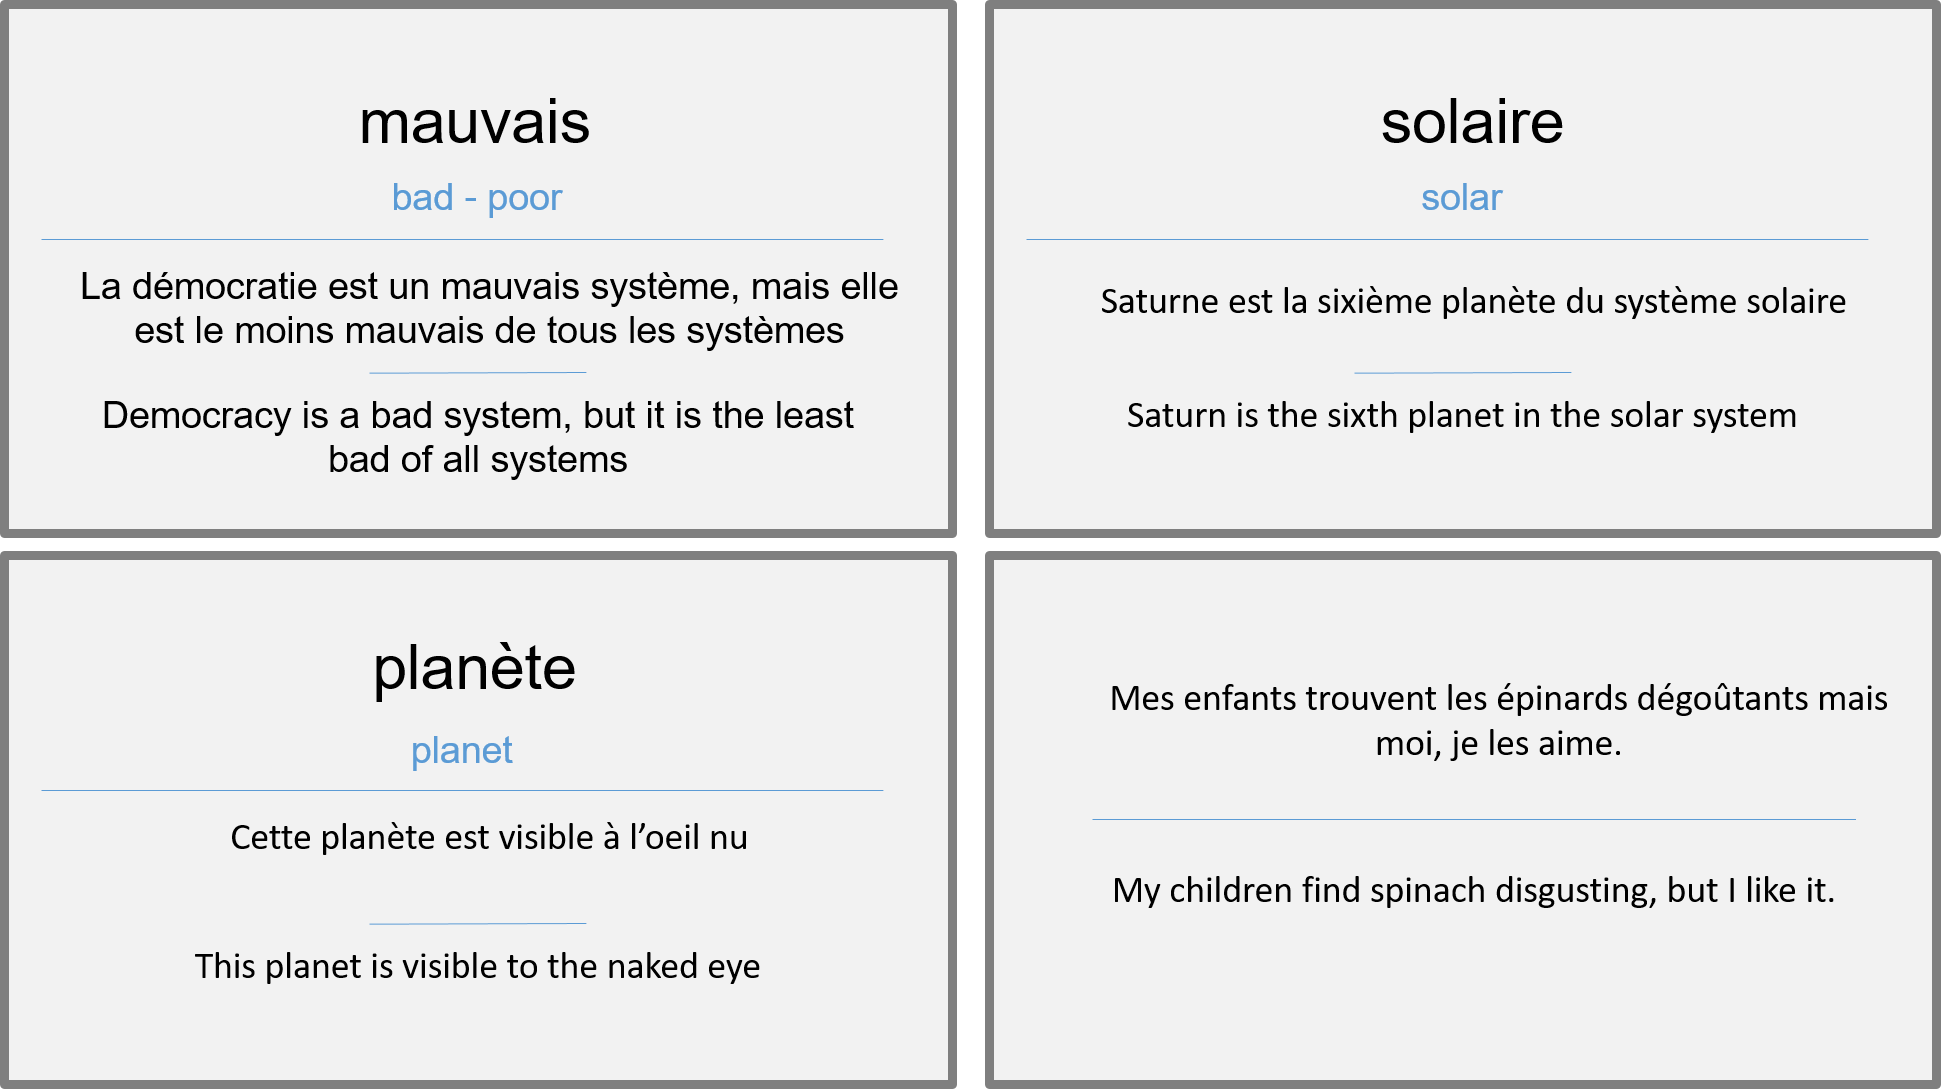 mauvais
bad - poor
La démocratie est un mauvais système, mais elle
est le moins mauvais de tous les systèmes
Democracy is a bad system, but it is the least
bad of all systems
solaire
solar
Saturne est la sixième planète du système solaire
Saturn is the sixth planet in the solar system
planète
planet
Cette planète est visible à l’oeil nu
This planet is visible to the naked eye
Mes enfants trouvent les épinards dégoûtants mais
moi, je les aime.
My children find spinach disgusting, but I like it.